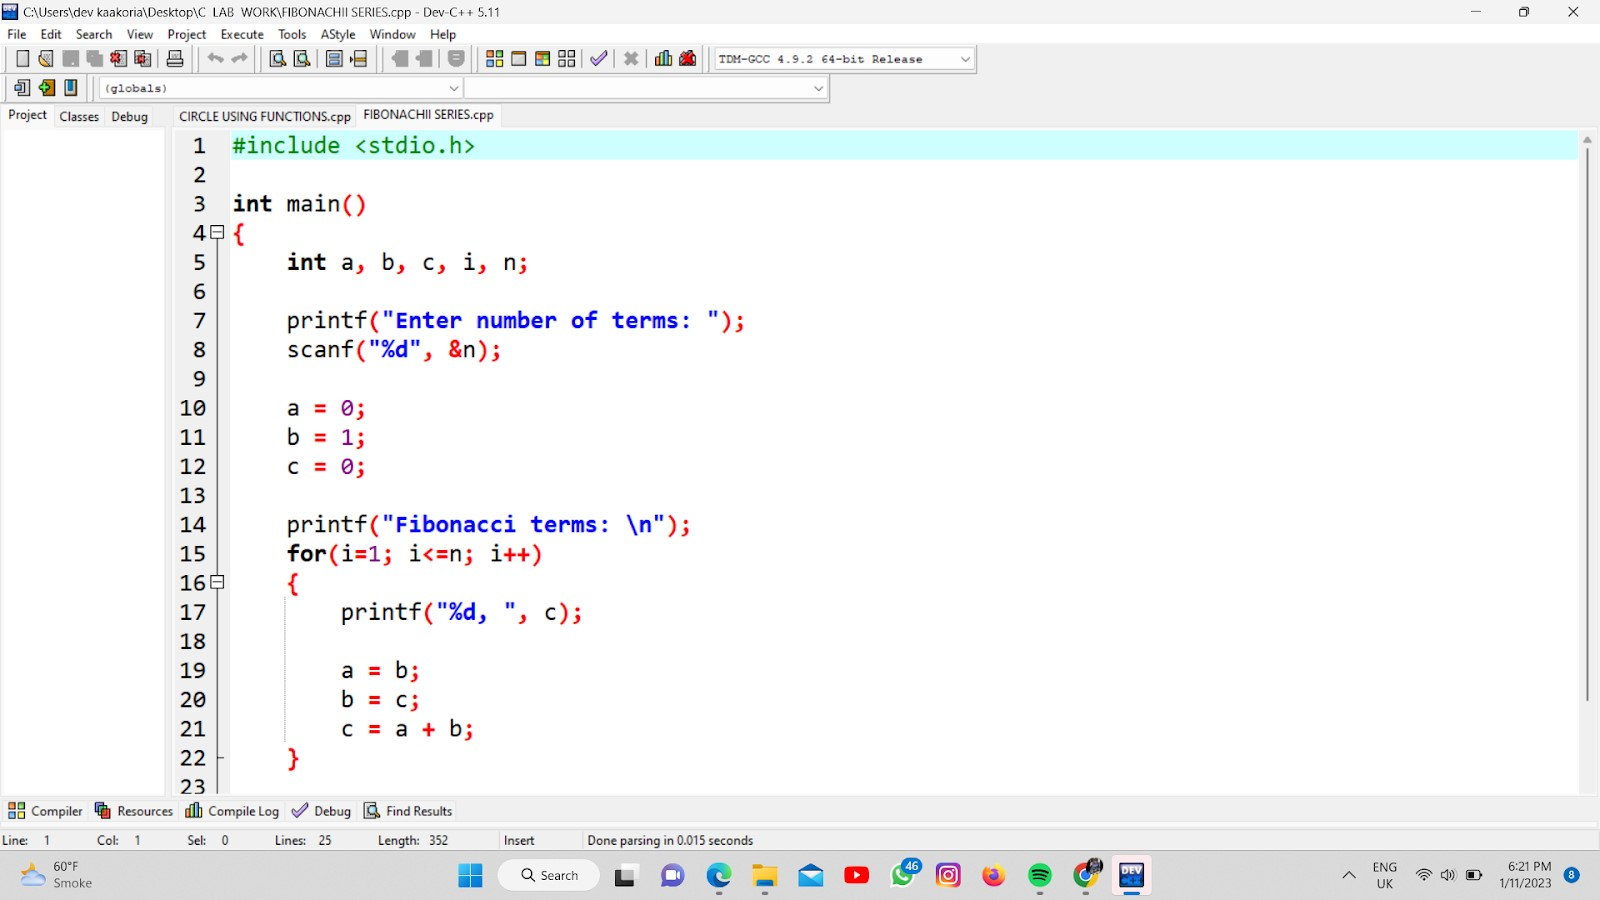 C:\Users\dev kaakoria\Desktop\C LAB WORK\FIBONACHII SERIES.cpp - Dev-C++ 5.11
File Edit Search View Project Execute Tools AStyle Window Help
TDM-GCC 4.9.2 64-bit Release
(globals)
Project Classes Debug CIRCLE USING FUNCTIONS.cpp FIBONACHII SERIES.cpp
1 #include <stdio.h>
2
3 int main()
4 {
5 int a, b, c, i, n;
6
7 printf("Enter number of terms: ");
8 scanf("%d", &n);
9
10 a = 0;
11 b = 1;
12 c = 0;
13
14 printf("Fibonacci terms: \n");
15 for(i=1; i<=n; i++)
16 {
17 printf("%d, ", c);
18
19 a = b;
20 b = c;
21 c = a + b;
22 }
23
Compiler Resources Compile Log Debug Find Results
Line: 1 Col: 1 Sel: 0 Lines: 25 Length: 352 Insert Done parsing in 0.015 seconds
60°F
Smoke
Search
46
DEV
ENG
UK
6:21 PM
1/11/2023
8